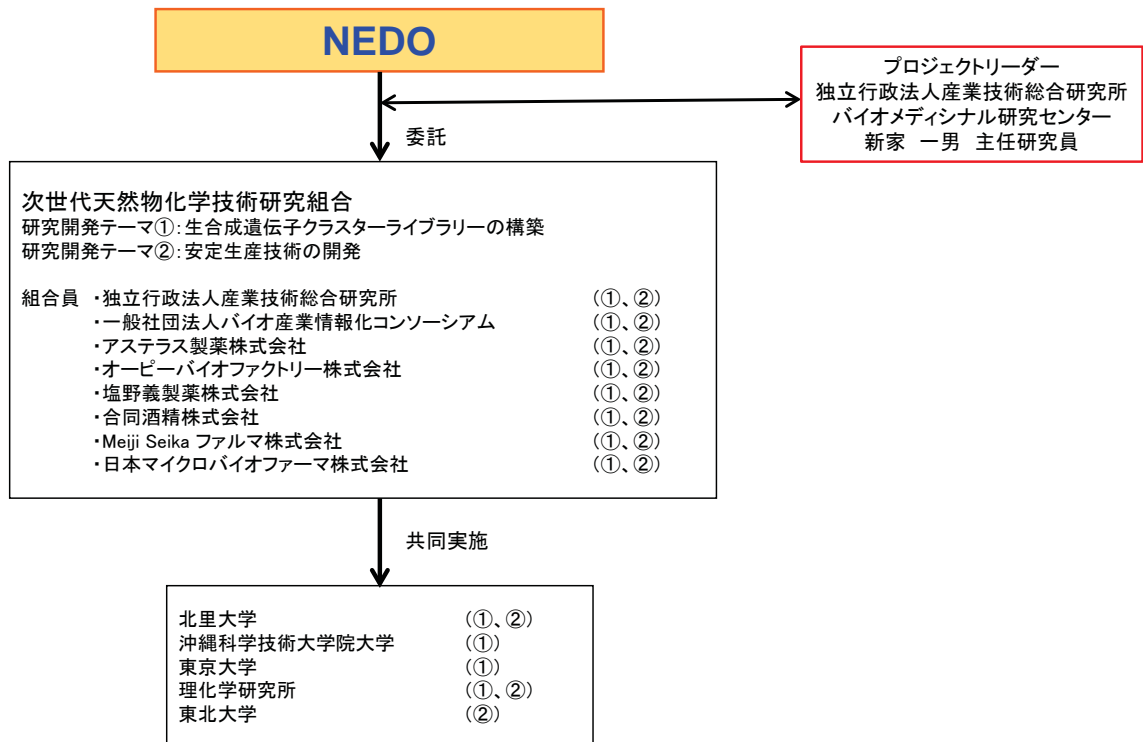 NEDO
プロジェクトリーダー
独立行政法人産業技術総合研究所
バイオメディシナル研究センター
新家 一男 主任研究員
委託
次世代天然物化学技術研究組合
研究開発テーマ①:生合成遺伝子クラスターライブラリーの構築
研究開発テーマ②:安定生産技術の開発
組合員 ・独立行政法人産業技術総合研究所 (①、②)
・一般社団法人バイオ産業情報化コンソーシアム (①、②)
・アステラス製薬株式会社 (①、②)
・オーピーバイオファクトリー株式会社 (①、②)
・塩野義製薬株式会社 (①、②)
・合同酒精株式会社 (①、②)
・Meiji Seika ファルマ株式会社 (①、②)
・日本マイクロバイオファーマ株式会社 (①、②)
共同実施
北里大学 (①、②)
沖縄科学技術大学院大学 (①)
東京大学 (①)
理化学研究所 (①、②)
東北大学 (②)